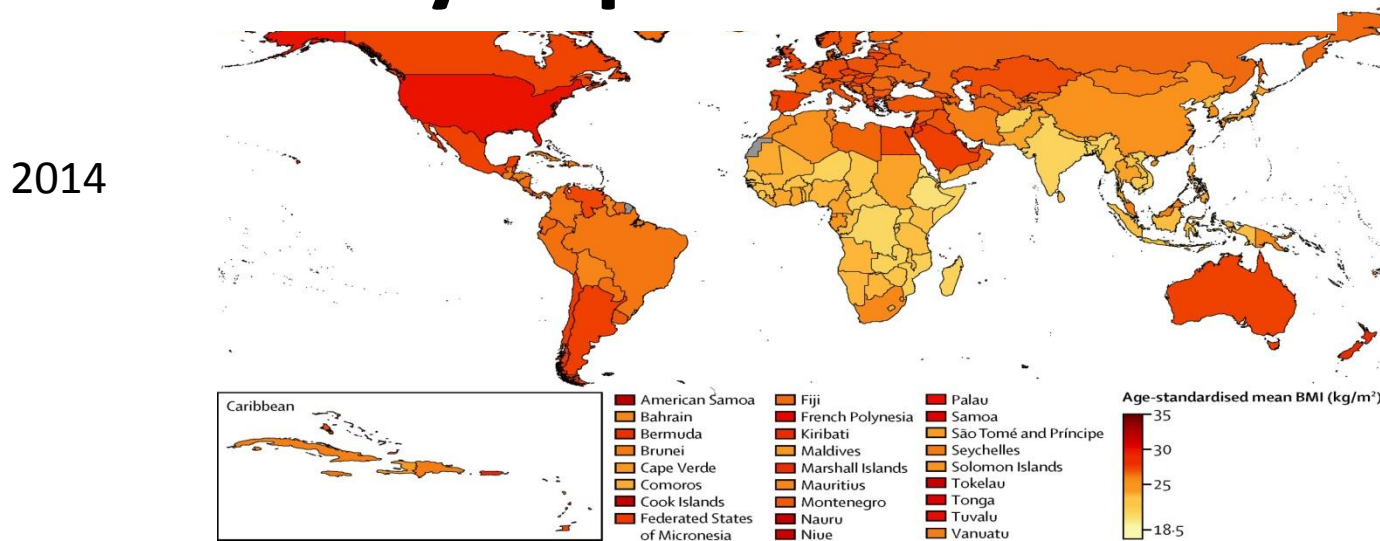 2014
Caribbean
American Samoa
Bahrain
Bermuda
Brunei
Cape Verde
Comoros
Cook Islands
Federated States
of Micronesia
Fiji
French Polynesia
Kiribati
Maldives
Marshall Islands
Mauritius
Montenegro
Nauru
Niue
Palau
Samoa
São Tomé and Príncipe
Seychelles
Solomon Islands
Tokelau
Tonga
Tuvalu
Vanuatu
Age-standardised mean BMI (kg/m²)
35
30
25
18·5